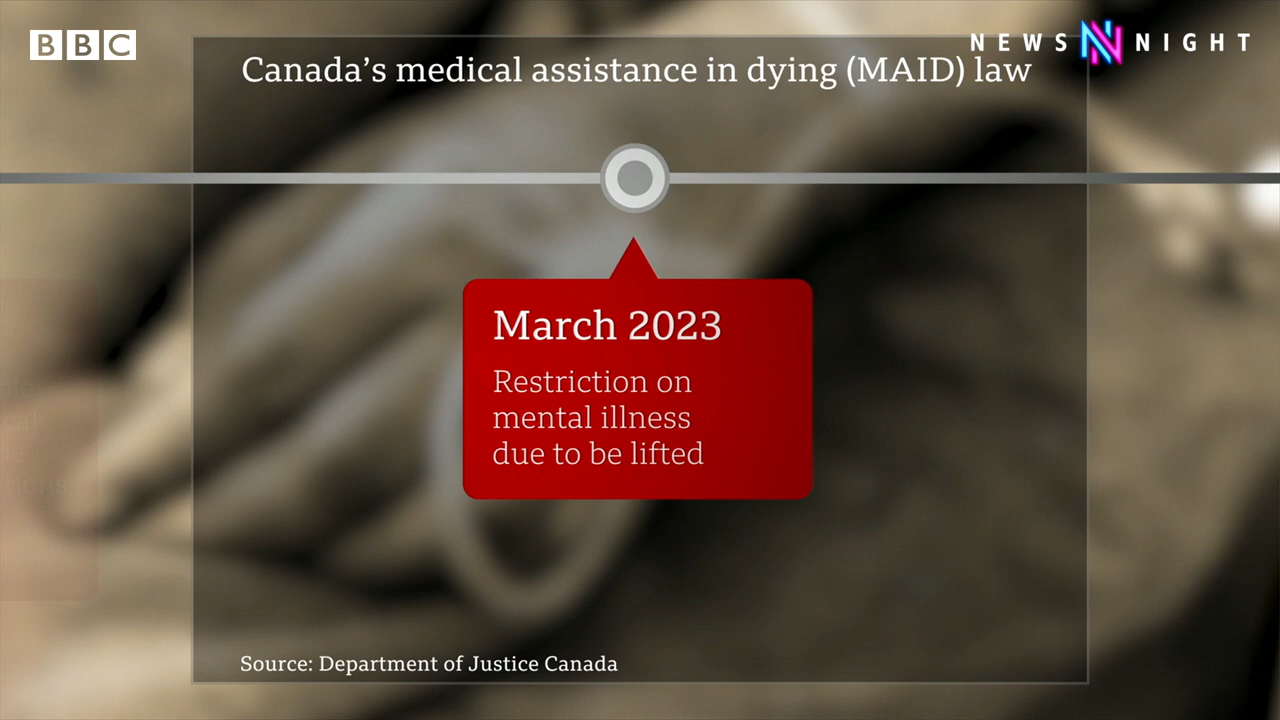 BBC
NEWS NIGHT
Canada's medical assistance in dying (MAID) law
March 2023
Restriction on
mental illness
due to be lifted
Source: Department of Justice Canada